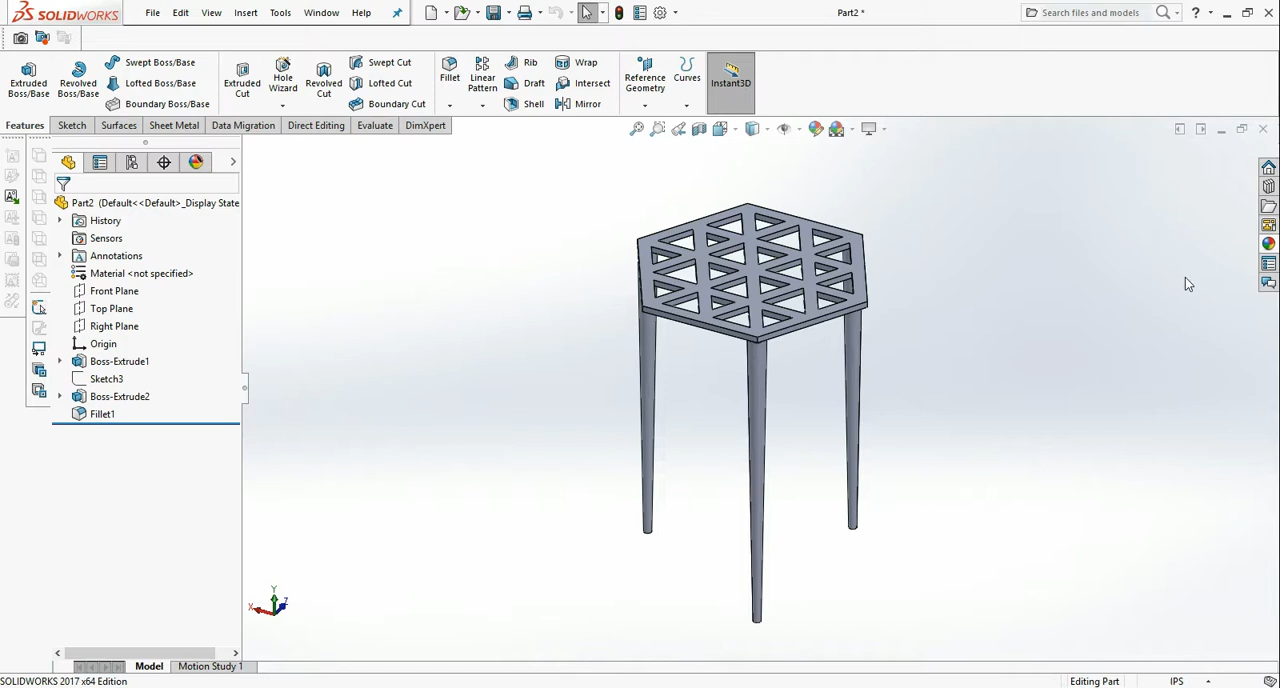 SOLIDWORKS File Edit View Insert Tools Window Help Part2 * Search files and models ?
Extruded Boss/Base
Revolved Boss/Base
Swept Boss/Base
Lofted Boss/Base
Boundary Boss/Base
Extruded Cut
Hole Wizard
Revolved Cut
Swept Cut
Lofted Cut
Boundary Cut
Fillet
Linear Pattern
Rib
Draft
Shell
Wrap
Intersect
Mirror
Reference Geometry
Curves
Instant3D
Features Sketch Surfaces Sheet Metal Data Migration Direct Editing Evaluate DimXpert
Part2 (Default<<Default>_Display State
History
Sensors
Annotations
Material <not specified>
Front Plane
Top Plane
Right Plane
Origin
Boss-Extrude1
Sketch3
Boss-Extrude2
Fillet1
Y
X
Z
Model Motion Study 1
SOLIDWORKS 2017 x64 Edition Editing Part IPS